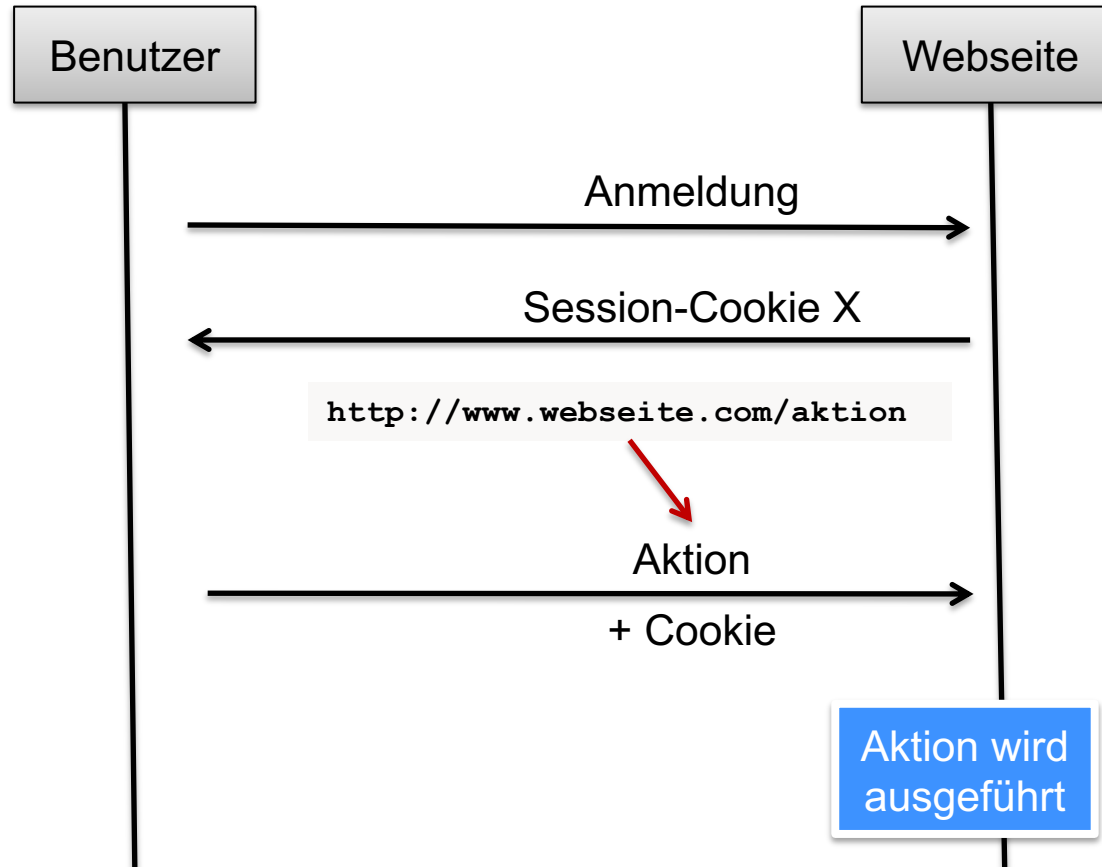 Benutzer
Webseite
Anmeldung
Session-Cookie X
http://www.webseite.com/aktion
Aktion
+ Cookie
Aktion wird
ausgeführt